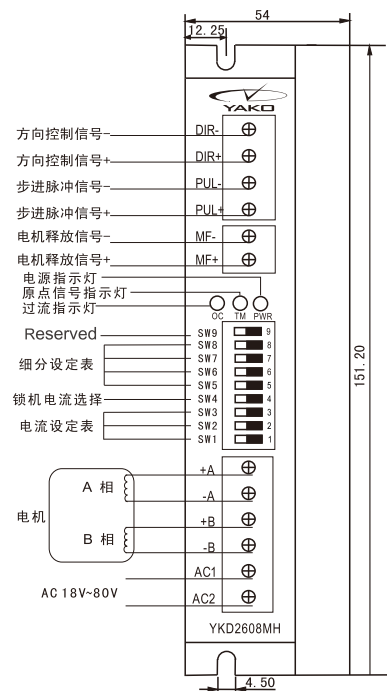 54
12.25
YAKO
方向控制信号- DIR-
方向控制信号+ DIR+
步进脉冲信号- PUL-
步进脉冲信号+ PUL+
电机释放信号- MF-
电机释放信号+ MF+
电源指示灯
原点信号指示灯
过流指示灯
OC TM PWR
Reserved SW9 9
SW8 8
细分设定表 SW7 7
SW6 6
SW5 5
锁机电流选择 SW4 4
SW3 3
电流设定表 SW2 2
SW1 1
151.20
+A
A 相 -A
电机 +B
B 相 -B
AC1
AC 18V~80V AC2
YKD2608MH
4.50